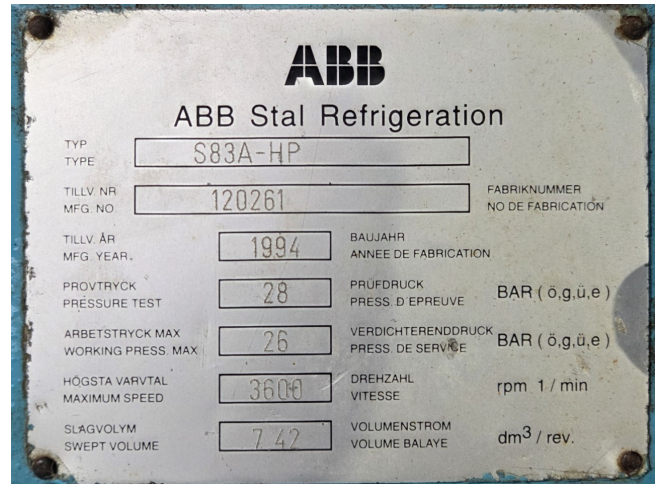 ABB
ABB Stal Refrigeration
TYP
TYPE
S83A-HP
TILLV. NR
MFG. NO.
120261
FABRIKNUMMER
NO DE FABRICATION
TILLV. ÅR
MFG. YEAR.
1994
BAUJAHR
ANNEE DE FABRICATION
PROVTRYCK
PRESSURE TEST
28
PRÜFDRUCK
PRESS. D EPREUVE
BAR ( ö,g,ü,e )
ARBETSTRYCK MAX
WORKING PRESS. MAX
26
VERDICHTERENDDRUCK
PRESS. DE SERVICE
BAR ( ö,g,ü,e )
HÖGSTA VARVTAL
MAXIMUM SPEED
3600
DREHZAHL
VITESSE
rpm 1 / min
SLAGVOLYM
SWEPT VOLUME
7.42
VOLUMENSTROM
VOLUME BALAYE
dm³ / rev.